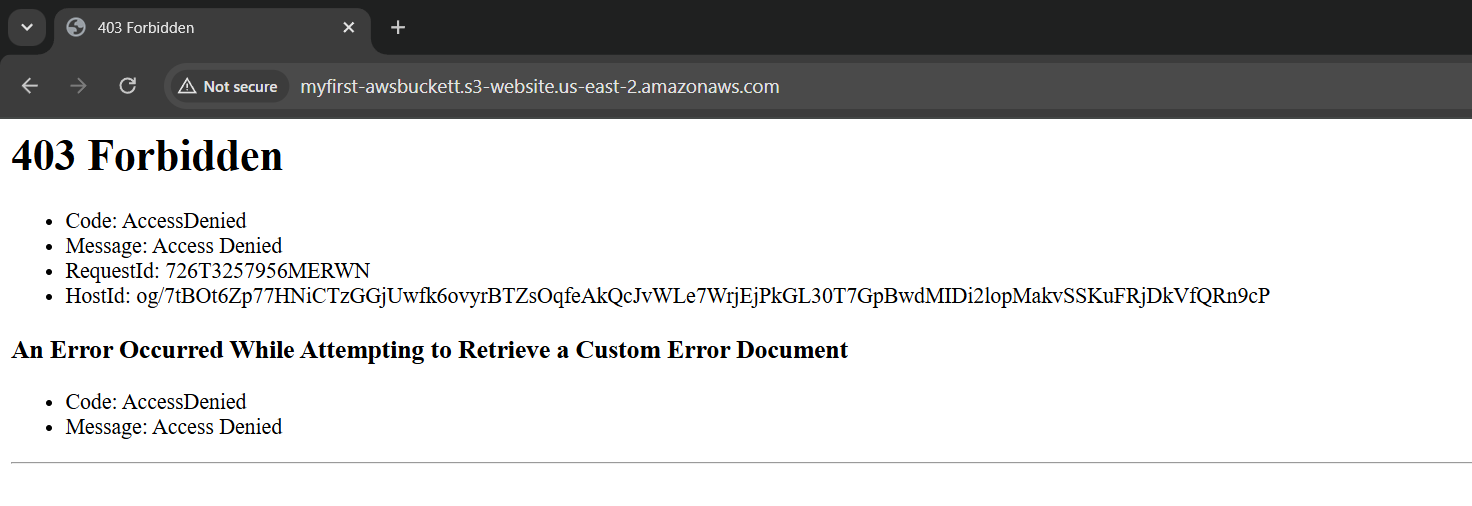 403 Forbidden
Not secure
myfirst-awsbuckett.s3-website.us-east-2.amazonaws.com
403 Forbidden
Code: AccessDenied
Message: Access Denied
RequestId: 726T3257956MERWN
HostId: og/7tBOt6Zp77HNiCTzGGjUwfk6ovyrBTZsOqfeAkQcJvWLe7WrjEjPkGL30T7GpBwdMIDi2lopMakvSSKuFRjDkVfQRn9cP
An Error Occurred While Attempting to Retrieve a Custom Error Document
Code: AccessDenied
Message: Access Denied